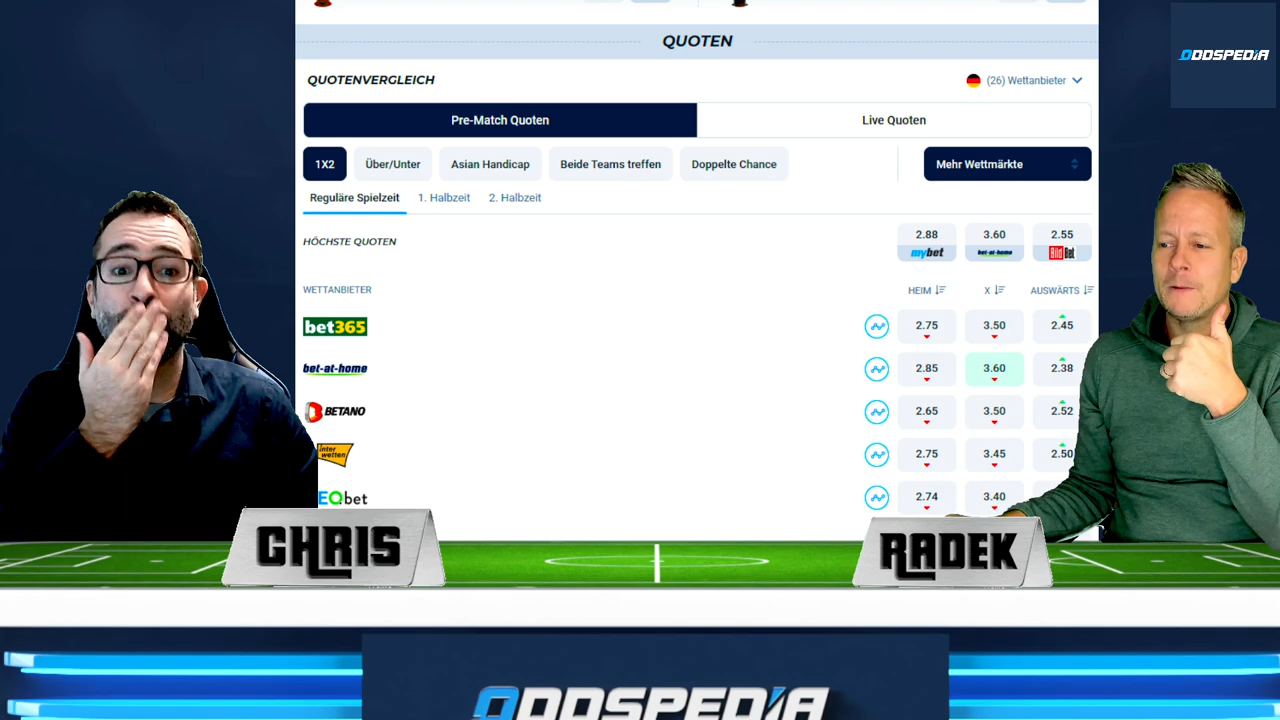 QUOTEN
ODDSPEDIA
QUOTENVERGLEICH
(26) Wettanbieter
Pre-Match Quoten
Live Quoten
1X2
Über/Unter
Asian Handicap
Beide Teams treffen
Doppelte Chance
Mehr Wettmärkte
Reguläre Spielzeit
1. Halbzeit
2. Halbzeit
HÖCHSTE QUOTEN
2.88
3.60
2.55
mybet
bet-at-home
BildBet
WETTANBIETER
HEIM
X
AUSWÄRTS
bet365
2.75
3.50
2.45
bet-at-home
2.85
3.60
2.38
BETANO
2.65
3.50
2.52
inter
wetten
2.75
3.45
2.50
EObet
2.74
3.40
CHRIS
RADEK
ODDSPEDIA